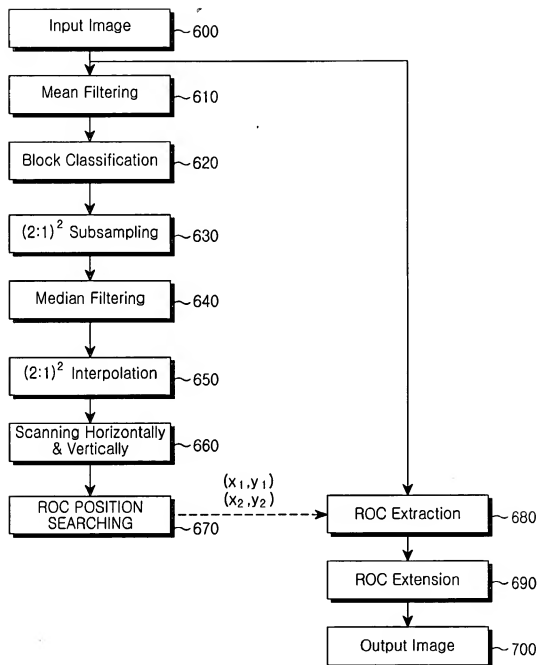 Input Image
~600
Mean Filtering
~610
Block Classification
~620
(2:1)² Subsampling
~630
Median Filtering
~640
(2:1)² Interpolation
~650
Scanning Horizontally
& Vertically
~660
ROC POSITION
SEARCHING
~670
(x₁,y₁)
(x₂,y₂)
ROC Extraction
~680
ROC Extension
~690
Output Image
~700